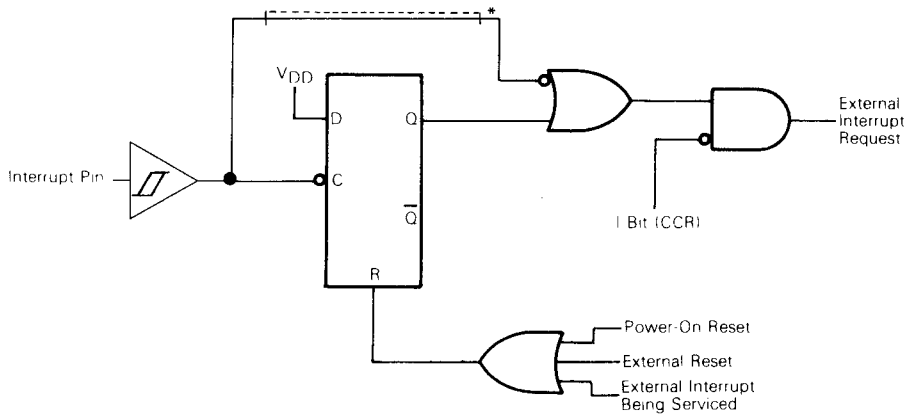 *
VDD
D
Q
External
Interrupt
Request
Interrupt Pin
C
Q
I Bit (CCR)
R
Power-On Reset
External Reset
External Interrupt
Being Serviced